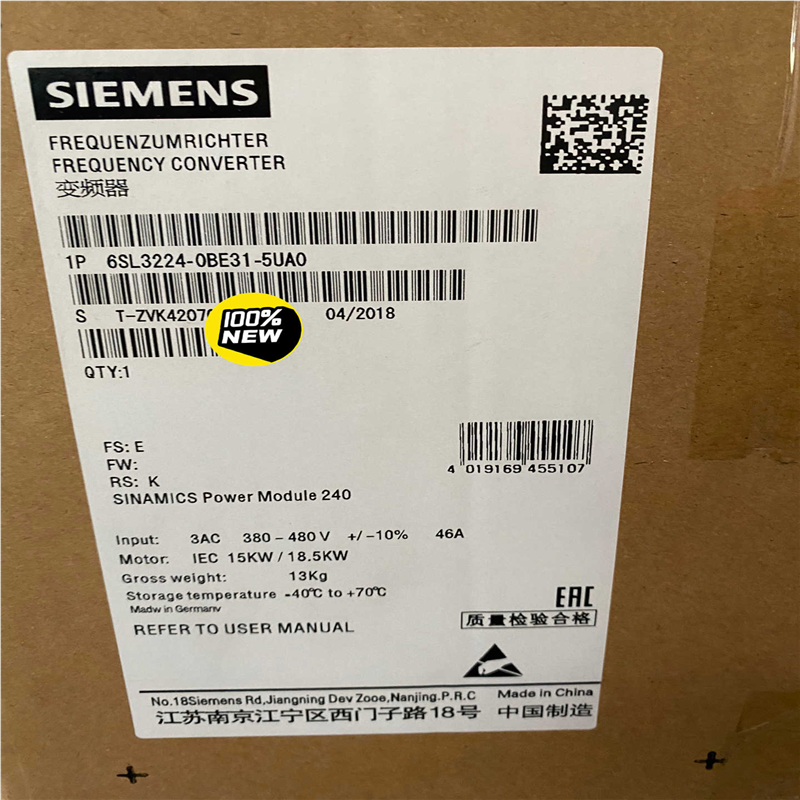 SIEMENS
FREQUENZUMRICHTER
FREQUENCY CONVERTER
变频器
1P 6SL3224-0BE31-5UA0
S T-ZVK4207 04/2018
100%
NEW
QTY:1
FS: E
FW:
RS: K
SINAMICS Power Module 240
4 019169 455107
Input: 3AC 380-480V +/-10% 46A
Motor: IEC 15KW / 18.5KW
Gross weight: 13Kg
Storage temperature -40℃ to +70℃
Madw in Germanv
REFER TO USER MANUAL
EAC
质量检验合格
No.18Siemens Rd,Jiangning Dev Zooe,Nanjing.P.R.C Made in China
江苏南京江宁区西门子路18号 中国制造